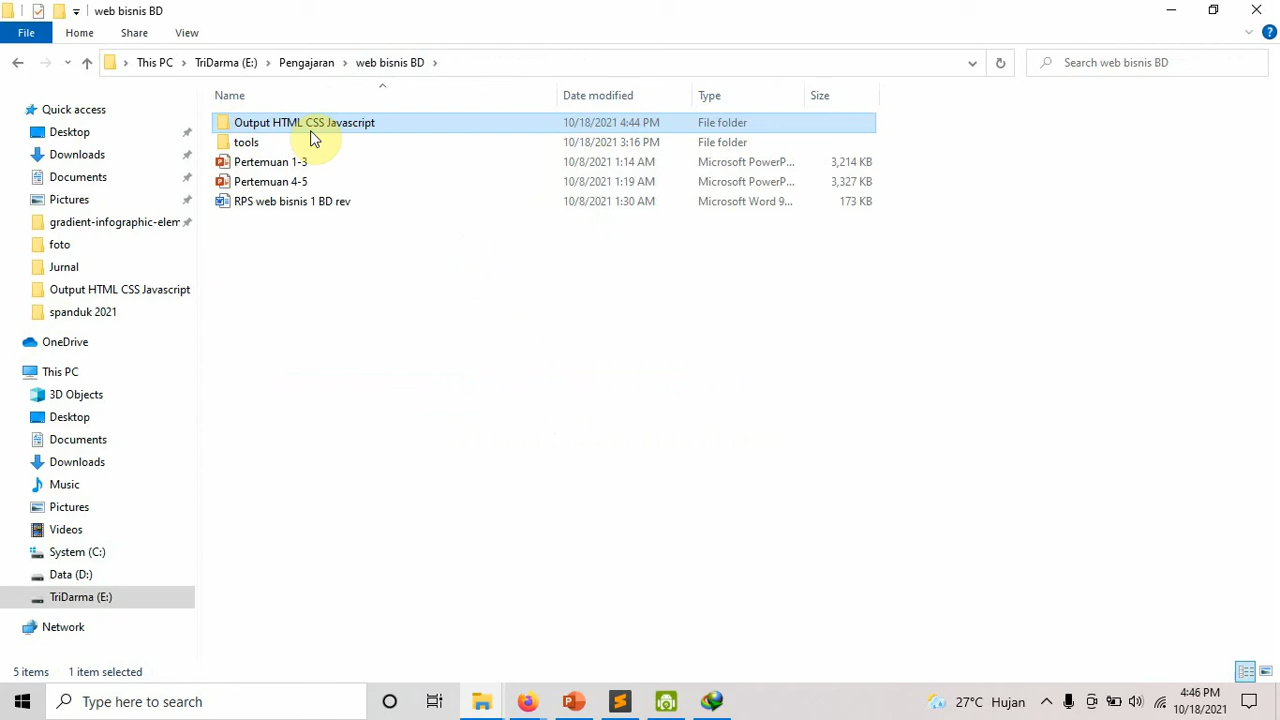 web bisnis BD
File Home Share View
This PC TriDarma (E:) Pengajaran web bisnis BD
Search web bisnis BD
Name Date modified Type Size
Output HTML CSS Javascript 10/18/2021 4:44 PM File folder
tools 10/18/2021 3:16 PM File folder
Pertemuan 1-3 10/8/2021 1:14 AM Microsoft PowerP... 3,214 KB
Pertemuan 4-5 10/8/2021 1:19 AM Microsoft PowerP... 3,327 KB
RPS web bisnis 1 BD rev 10/8/2021 1:30 AM Microsoft Word 9... 173 KB
Quick access
Desktop
Downloads
Documents
Pictures
gradient-infographic-elem
foto
Jurnal
Output HTML CSS Javascript
spanduk 2021
OneDrive
This PC
3D Objects
Desktop
Documents
Downloads
Music
Pictures
Videos
System (C:)
Data (D:)
TriDarma (E:)
Network
5 items 1 item selected
Type here to search
27°C Hujan
4:46 PM
10/18/2021